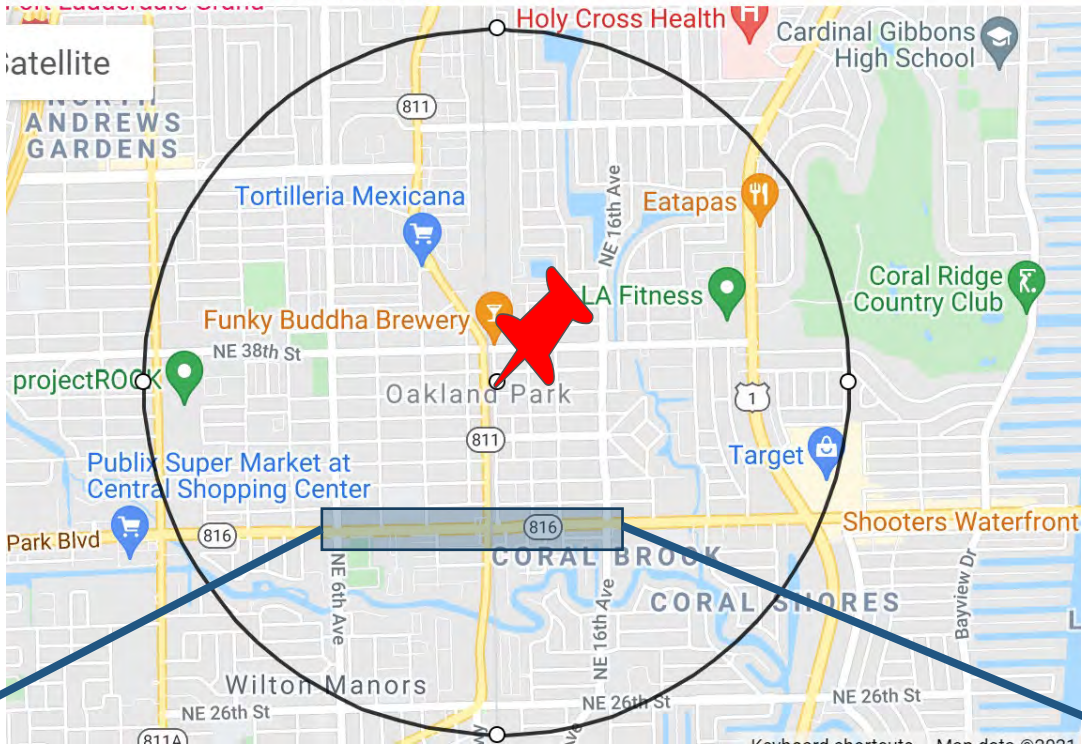 Holy Cross Health
H
Cardinal Gibbons
High School
Satellite
811
ANDREWS
GARDENS
NE 16th Ave
Tortilleria Mexicana
Eatapas
Coral Ridge
Country Club
LA Fitness
Funky Buddha Brewery
NE 38th St
projectROCK
Oakland Park
1
811
Target
Publix Super Market at
Central Shopping Center
Park Blvd
816
816
Shooters Waterfront
CORAL BROOK
NE 6th Ave
NE 16th Ave
CORAL SHORES
Bayview Dr
Wilton Manors
NE 26th St
NE 26th St
NE 26th St
811A
Keyboard shortcuts
Map data ©2021